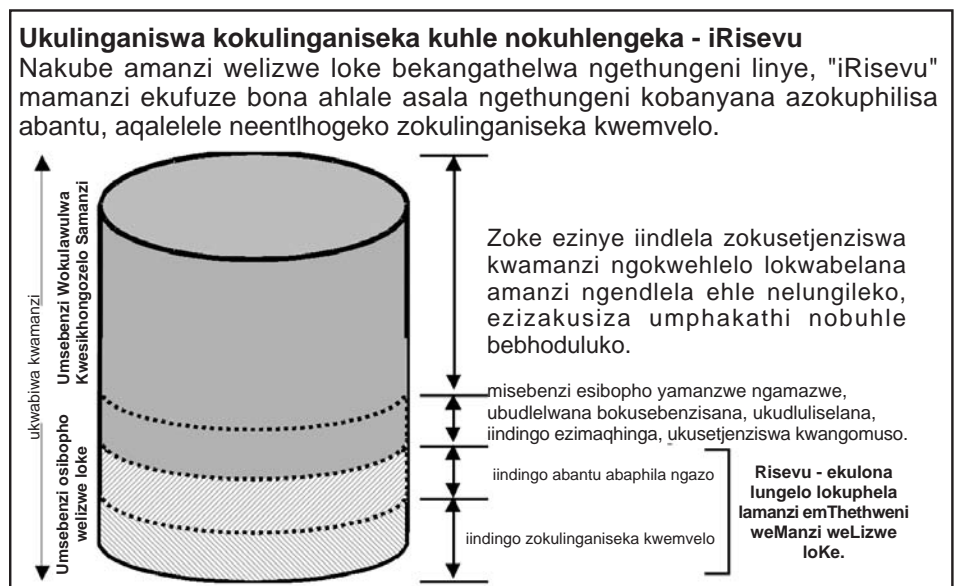 Ukulinganiswa kokulinganiseka kuhle nokuhlengeka - iRisevu
Nakube amanzi welizwe loke bekangathelwa ngethungeni linye, "iRisevu"
mamanzi ekufuze bona ahlale asala ngethungeni kobanyana azokuphilisa
abantu, aqalelele neentlhogeko zokulinganiseka kwemvelo.
ukwabiwa kwamanzi
Umsebenzi Wokulawulwa
Kwesikhongozelo Samanzi
Umsebenzi osibopho
welizwe loke
Zoke ezinye iindlela zokusetjenziswa
kwamanzi ngokwehlelo lokwabelana
amanzi ngendlela ehle nelungileko,
ezizakusiza umphakathi nobuhle
bebhoduluko.
misebenzi esibopho yamanzwe ngamazwe,
ubudlelwana bokusebenzisana, ukudluliselana,
iindingo ezimaqhinga, ukusetjenziswa kwangomuso.
iindingo abantu abaphila ngazo
iindingo zokulinganiseka kwemvelo
Risevu - ekulona
lungelo lokuphela
lamanzi emThethweni
weManzi weLizwe
loKe.